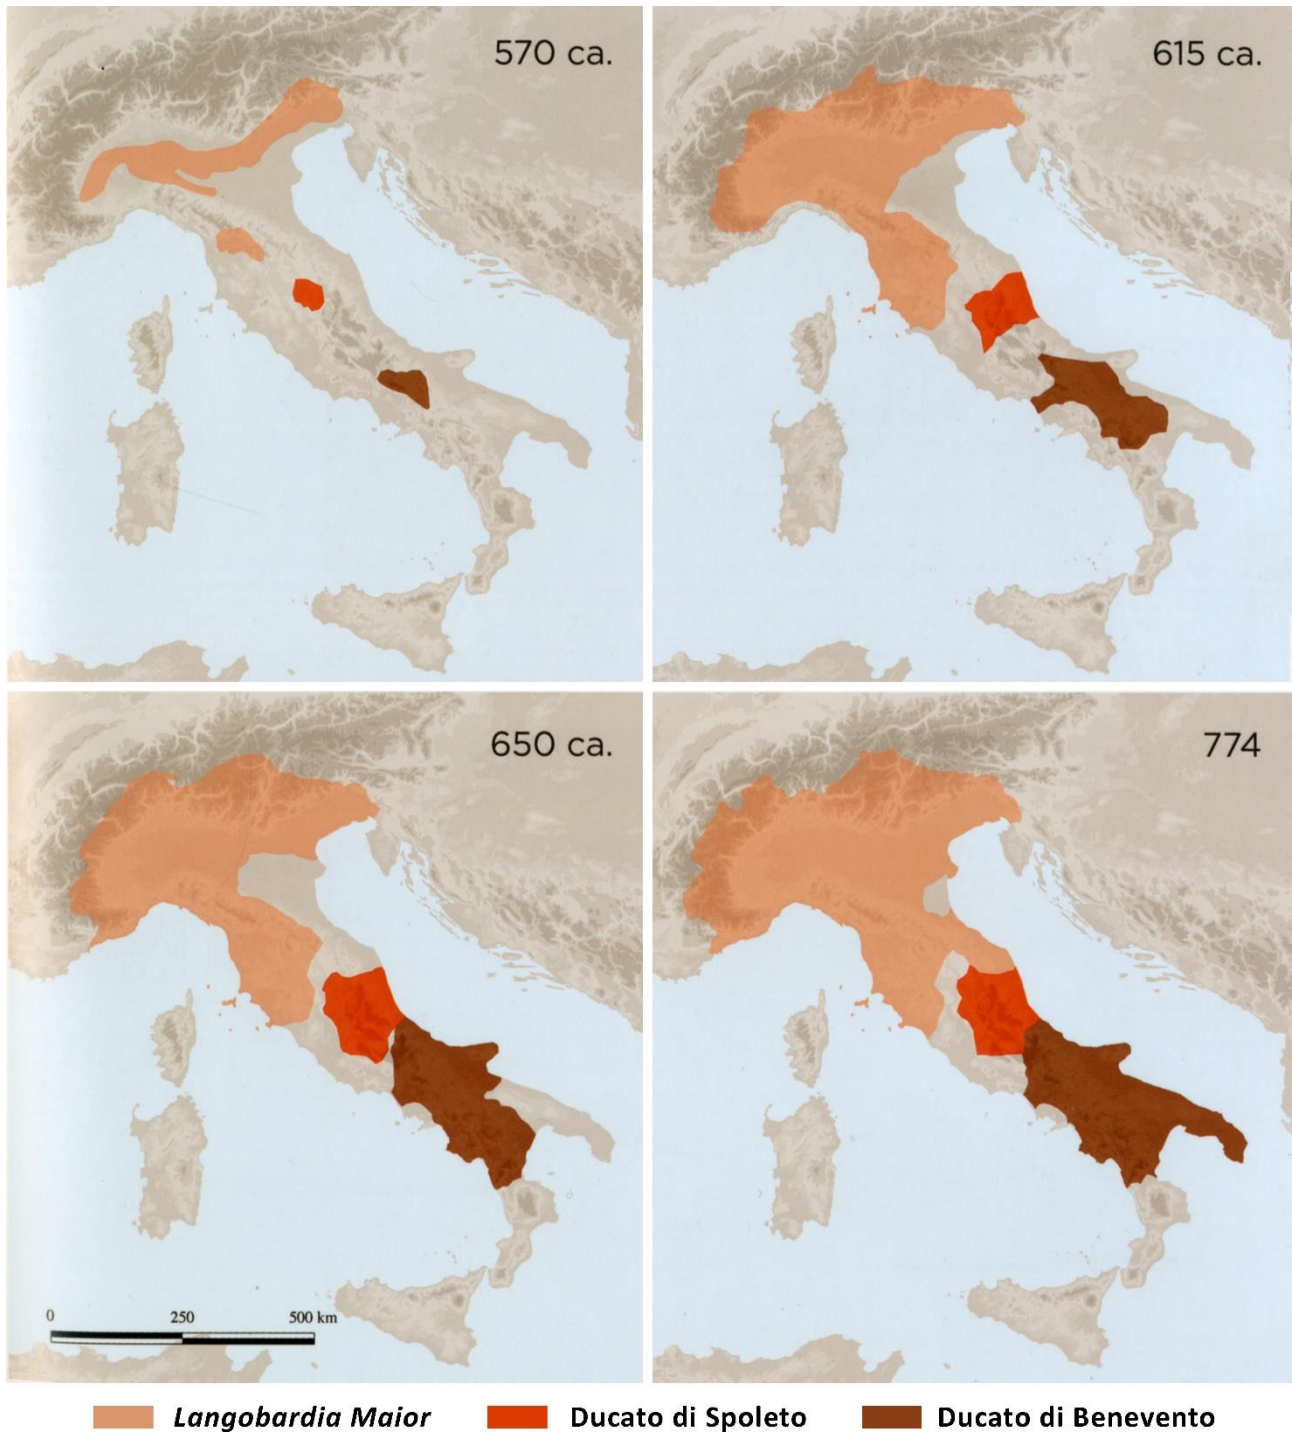 570 ca.
615 ca.
650 ca.
774
0 250 500 km
Langobardia Maior
Ducato di Spoleto
Ducato di Benevento